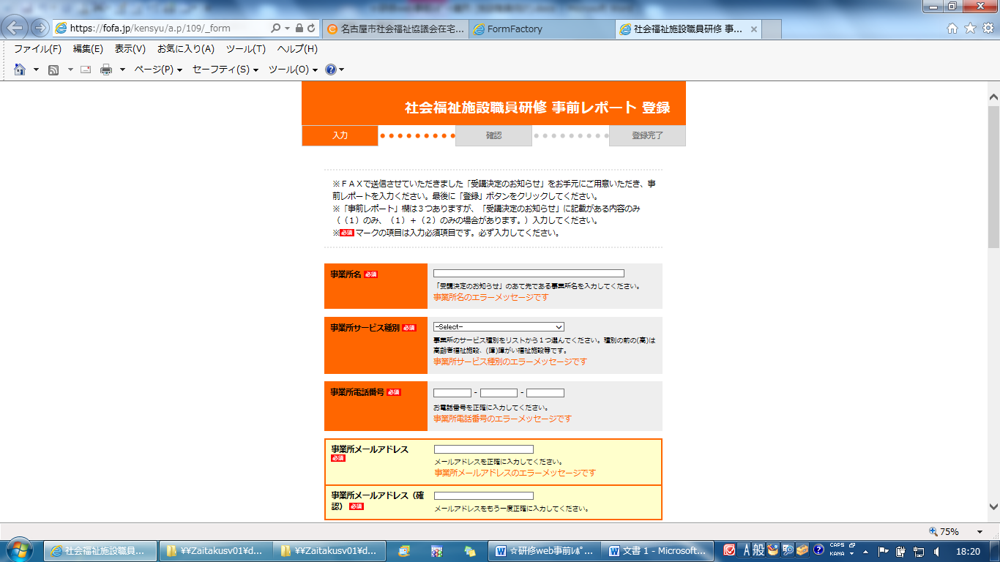 https://fofa.jp/kensyu/a.p/109/_form
名古屋市社会福祉協議会在宅...
FormFactory
社会福祉施設職員研修 事...
ファイル(F) 編集(E) 表示(V) お気に入り(A) ツール(T) ヘルプ(H)
ページ(P) セーフティ(S) ツール(O)
社会福祉施設職員研修 事前レポート 登録
入力 確認 登録完了
※ＦＡＸで送信させていただきました「受講決定のお知らせ」をお手元にご用意いただき、事
前レポートを入力ください。最後に「登録」ボタンをクリックしてください。
※「事前レポート」欄は３つありますが、「受講決定のお知らせ」に記載がある内容のみ
（（1）のみ、（1）＋（2）のみの場合があります。）入力してください。
※必須マークの項目は入力必須項目です。必ず入力してください。
事業所名 必須
「受講決定のお知らせ」のあて先である事業所名を入力してください。
事業所名のエラーメッセージです
事業所サービス種別 必須
-Select-
事業所のサービス種別をリストから１つ選んでください。種別の前の(高)は
高齢者福祉施設、(障)障がい福祉施設等です。
事業所サービス種別のエラーメッセージです
事業所電話番号 必須
- -
お電話番号を正確に入力してください。
事業所電話番号のエラーメッセージです
事業所メールアドレス
必須
メールアドレスを正確に入力してください。
事業所メールアドレスのエラーメッセージです
事業所メールアドレス（確
認） 必須
メールアドレスをもう一度正確に入力してください。
75%
社会福祉施設職員...
¥¥Zaitakusv01¥d...
¥¥Zaitakusv01¥d...
☆研修web事前ﾚﾎﾟ...
文書 1 - Microsoft...
A 般
CAPS
KANA
18:20